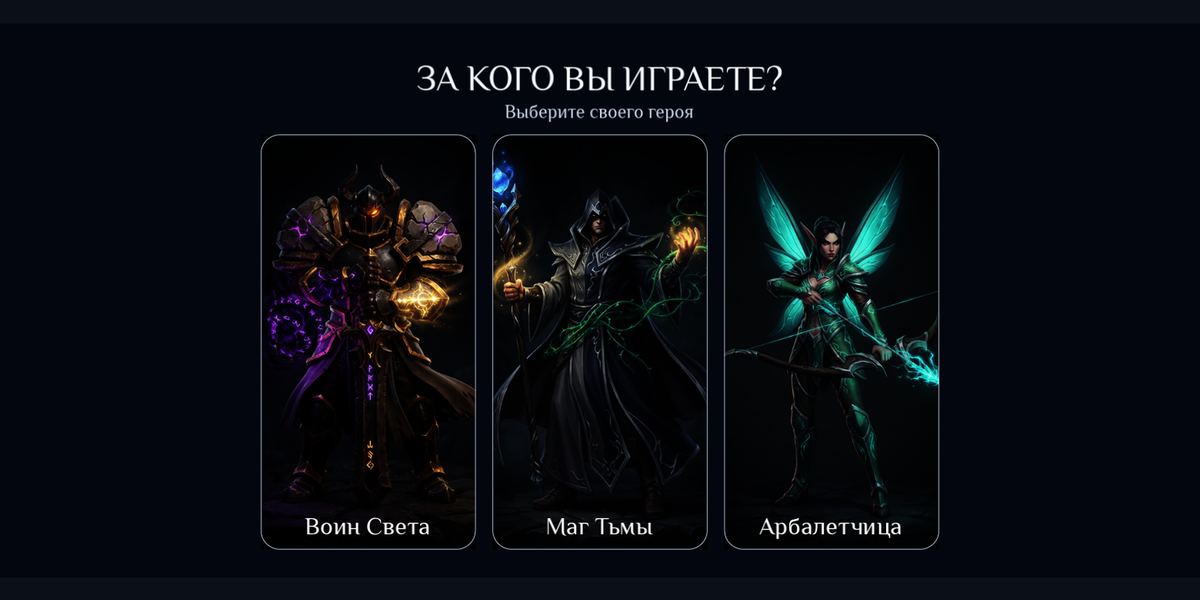 ЗА КОГО ВЫ ИГРАЕТЕ?
Выберите своего героя
Воин Света
Маг Тьмы
Арбалетчица